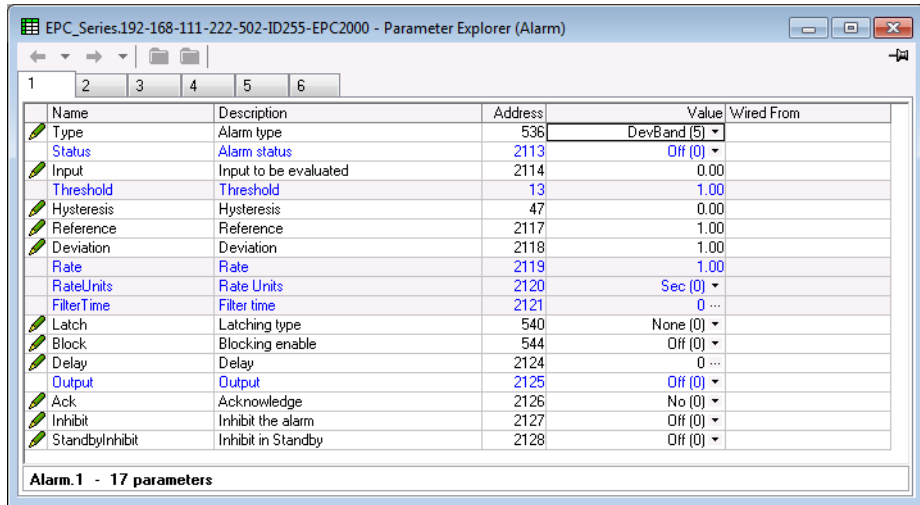 EPC_Series.192-168-111-222-502-ID255-EPC2000 - Parameter Explorer (Alarm)
1 2 3 4 5 6
Name Description Address Value Wired From
Type Alarm type 536 DevBand (5)
Status Alarm status 2113 Off (0)
Input Input to be evaluated 2114 0.00
Threshold Threshold 13 1.00
Hysteresis Hysteresis 47 0.00
Reference Reference 2117 1.00
Deviation Deviation 2118 1.00
Rate Rate 2119 1.00
RateUnits Rate Units 2120 Sec (0)
FilterTime Filter time 2121 0 ...
Latch Latching type 540 None (0)
Block Blocking enable 544 Off (0)
Delay Delay 2124 0 ...
Output Output 2125 Off (0)
Ack Acknowledge 2126 No (0)
Inhibit Inhibit the alarm 2127 Off (0)
StandbyInhibit Inhibit in Standby 2128 Off (0)
Alarm.1 - 17 parameters